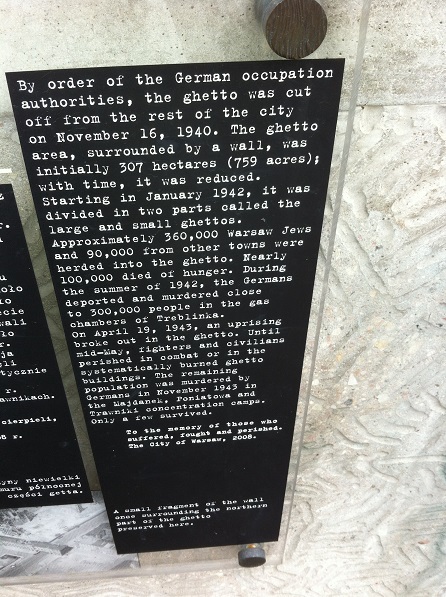 By order of the German occupation
authorities, the ghetto was cut
off from the rest of the city
on November 16, 1940. The ghetto
area, surrounded by a wall, was
initially 307 hectares (759 acres);
with time, it was reduced.
Starting in January 1942, it was
divided in two parts called the
large and small ghettos.
Approximately 360,000 Warsaw Jews
and 90,000 from other towns were
herded into the ghetto. Nearly
100,000 died of hunger. During
the summer of 1942, the Germans
deported and murdered close
to 300,000 people in the gas
chambers of Treblinka.
On April 19, 1943, an uprising
broke out in the ghetto. Until
mid-May, fighters and civilians
perished in combat or in the
systematically burned ghetto
buildings. The remaining
population was murdered by
Germans in November 1943 in
the Majdanek, Poniatowa and
Trawniki concentration camps.
Only a few survived.
To the memory of those who
suffered, fought and perished.
The City of Warsaw, 2008.
A small fragment of the wall
once surrounding the northern
part of the ghetto
preserved here.
cierpieli,
niewielki
muru północnej
części getta.